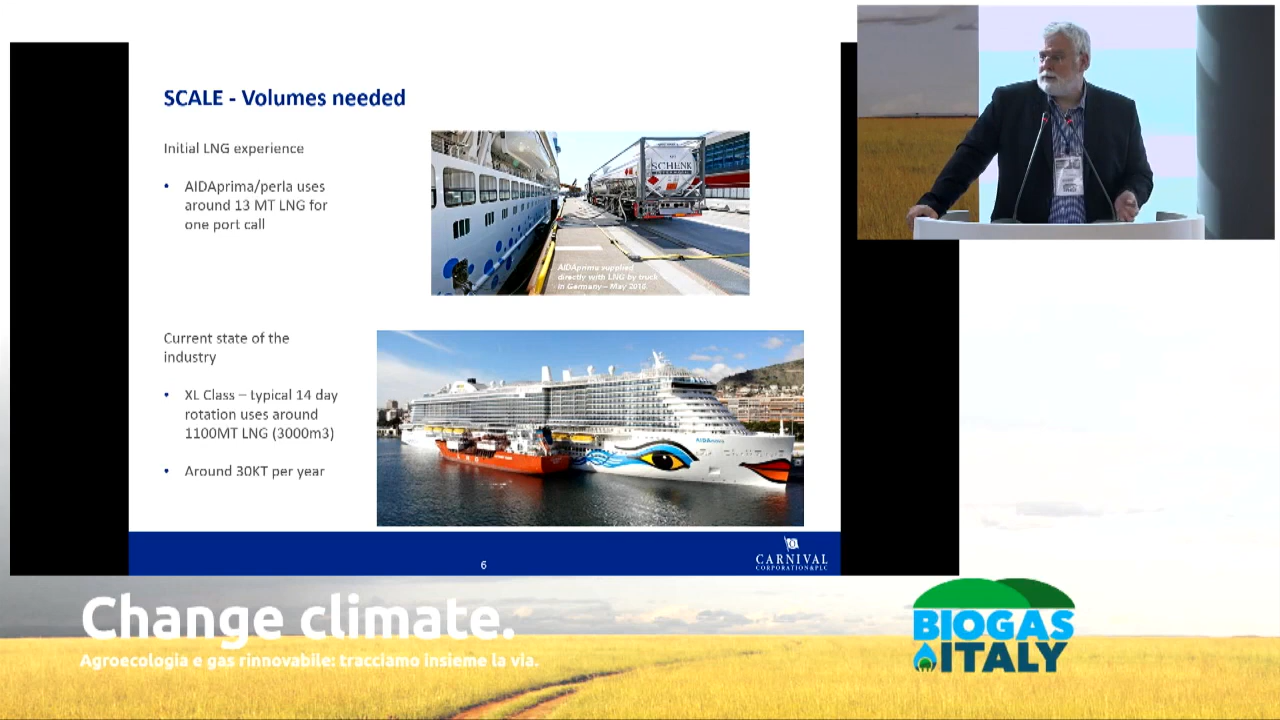 SCALE - Volumes needed
Initial LNG experience
• AIDAprima/perla uses
around 13 MT LNG for
one port call
SCHENK
AIDAprima supplied
directly with LNG by truck
in Germany – May 2016
Current state of the
industry
• XL Class – typical 14 day
rotation uses around
1100MT LNG (3000m3)
• Around 30KT per year
AIDAnova
6
CARNIVAL
CORPORATION&PLC
Change climate.
Agroecologia e gas rinnovabile: tracciamo insieme la via.
BIOGAS
ITALY